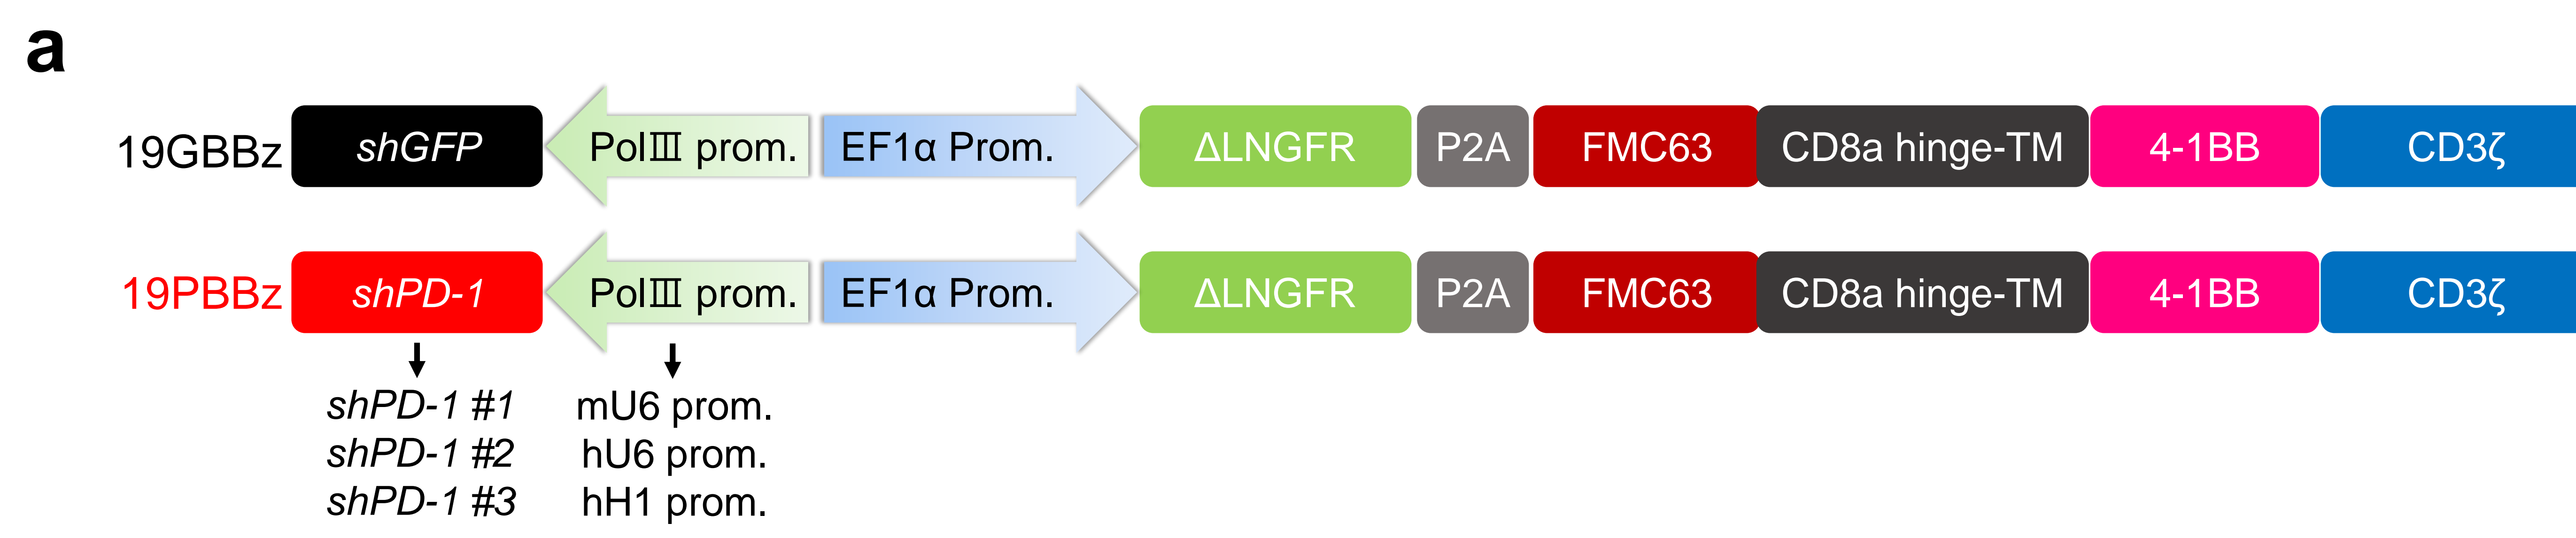 a
19GBBz shGFP PolⅢ prom. EF1α Prom. ΔLNGFR P2A FMC63 CD8a hinge-TM 4-1BB CD3ζ
19PBBz shPD-1 PolⅢ prom. EF1α Prom. ΔLNGFR P2A FMC63 CD8a hinge-TM 4-1BB CD3ζ
shPD-1 #1 mU6 prom.
shPD-1 #2 hU6 prom.
shPD-1 #3 hH1 prom.